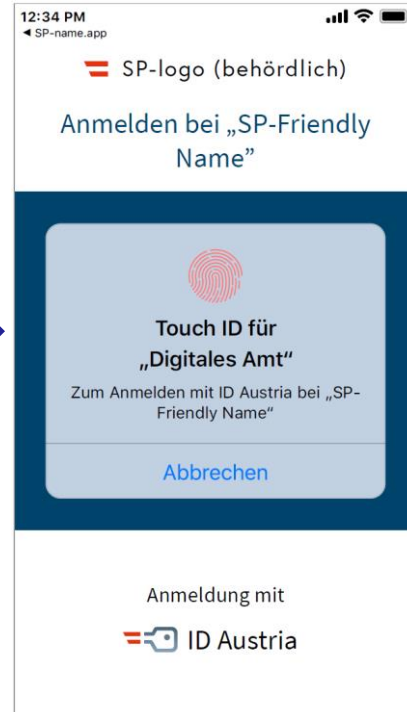 12:34 PM
◀ SP-name.app
SP-logo (behördlich)
Anmelden bei „SP-Friendly
Name”
Touch ID für
„Digitales Amt“
Zum Anmelden mit ID Austria bei „SP-
Friendly Name“
Abbrechen
Anmeldung mit
ID Austria